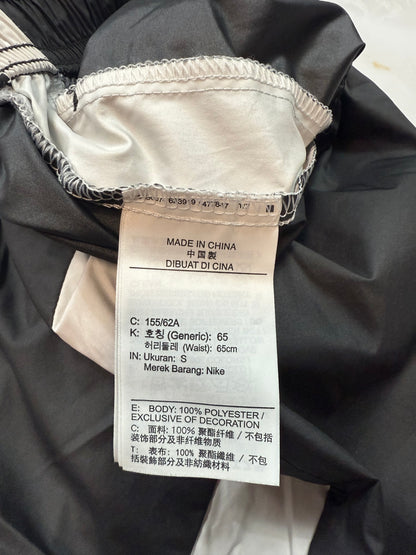 MADE IN CHINA
中国製
DIBUAT DI CINA
C: 155/62A
K: 호칭 (Generic): 65
허리둘레 (Waist): 65cm
IN: Ukuran: S
Merek Barang: Nike
E: BODY: 100% POLYESTER /
EXCLUSIVE OF DECORATION
C: 面料: 100% 聚酯纤维 / 不包括
装饰部分及非纤维物质
T: 表布: 100% 聚酯纖維 / 不包
括裝飾部分及非紡織材料